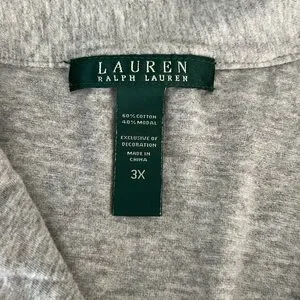 LAUREN
RALPH LAUREN
60% COTTON
40% MODAL
EXCLUSIVE OF
DECORATION
MADE IN
CHINA
3X